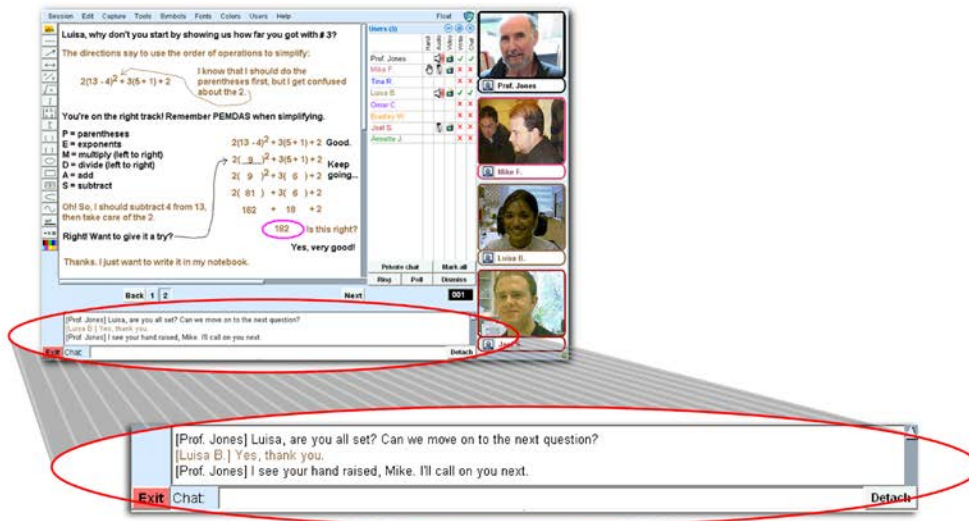 Session Edit Capture Tools Symbols Fonts Colors Users Help
Float
Luisa, why don't you start by showing us how far you got with # 3?
The directions say to use the order of operations to simplify:
2(13 - 4)² + 3(5 + 1) + 2
I know that I should do the
parentheses first, but I get confused
about the 2.
You're on the right track! Remember PEMDAS when simplifying.
P = parentheses
E = exponents
M = multiply (left to right)
D = divide (left to right)
A = add
S = subtract
2(13 - 4)² + 3(5 + 1) + 2 Good.
2( 9 )² + 3(5 + 1) + 2
Keep
going...
2( 9 )² + 3( 6 ) + 2
2( 81 ) + 3( 6 ) + 2
162 + 18 + 2
182 Is this right?
Yes, very good!
Oh! So, I should subtract 4 from 13,
then take care of the 2.
Right! Want to give it a try?
Thanks. I just want to write it in my notebook.
Users
Hand Audio Video Write Chat
Prof. Jones
Mike F.
Tina R.
Luisa B.
Omar C.
Bradley W.
Joel S.
Annette J.
Private chat Mark all
Ring Poll Dismiss
Back 1 2 Next 001
Prof. Jones
Mike F.
Luisa B.
[Prof. Jones] Luisa, are you all set? Can we move on to the next question?
[Luisa B.] Yes, thank you.
[Prof. Jones] I see your hand raised, Mike. I'll call on you next.
Exit Chat: Detach
[Prof. Jones] Luisa, are you all set? Can we move on to the next question?
[Luisa B.] Yes, thank you.
[Prof. Jones] I see your hand raised, Mike. I'll call on you next.
Exit Chat: Detach